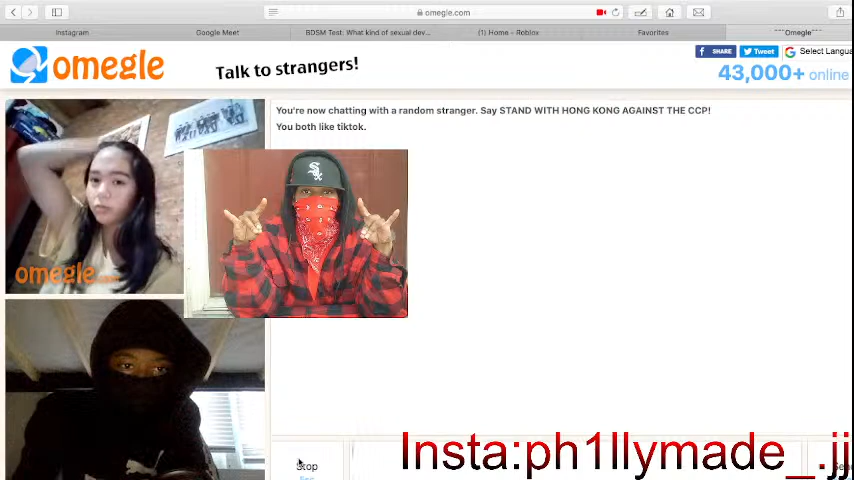 omegle.com
Instagram
Google Meet
BDSM Test: What kind of sexual dev...
(1) Home - Roblox
Favorites
Omegle
omegle
Talk to strangers!
SHARE
Tweet
Select Langua
43,000+ online
You're now chatting with a random stranger. Say STAND WITH HONG KONG AGAINST THE CCP!
You both like tiktok.
omegle
Stop
Insta:ph1llymade_.jj